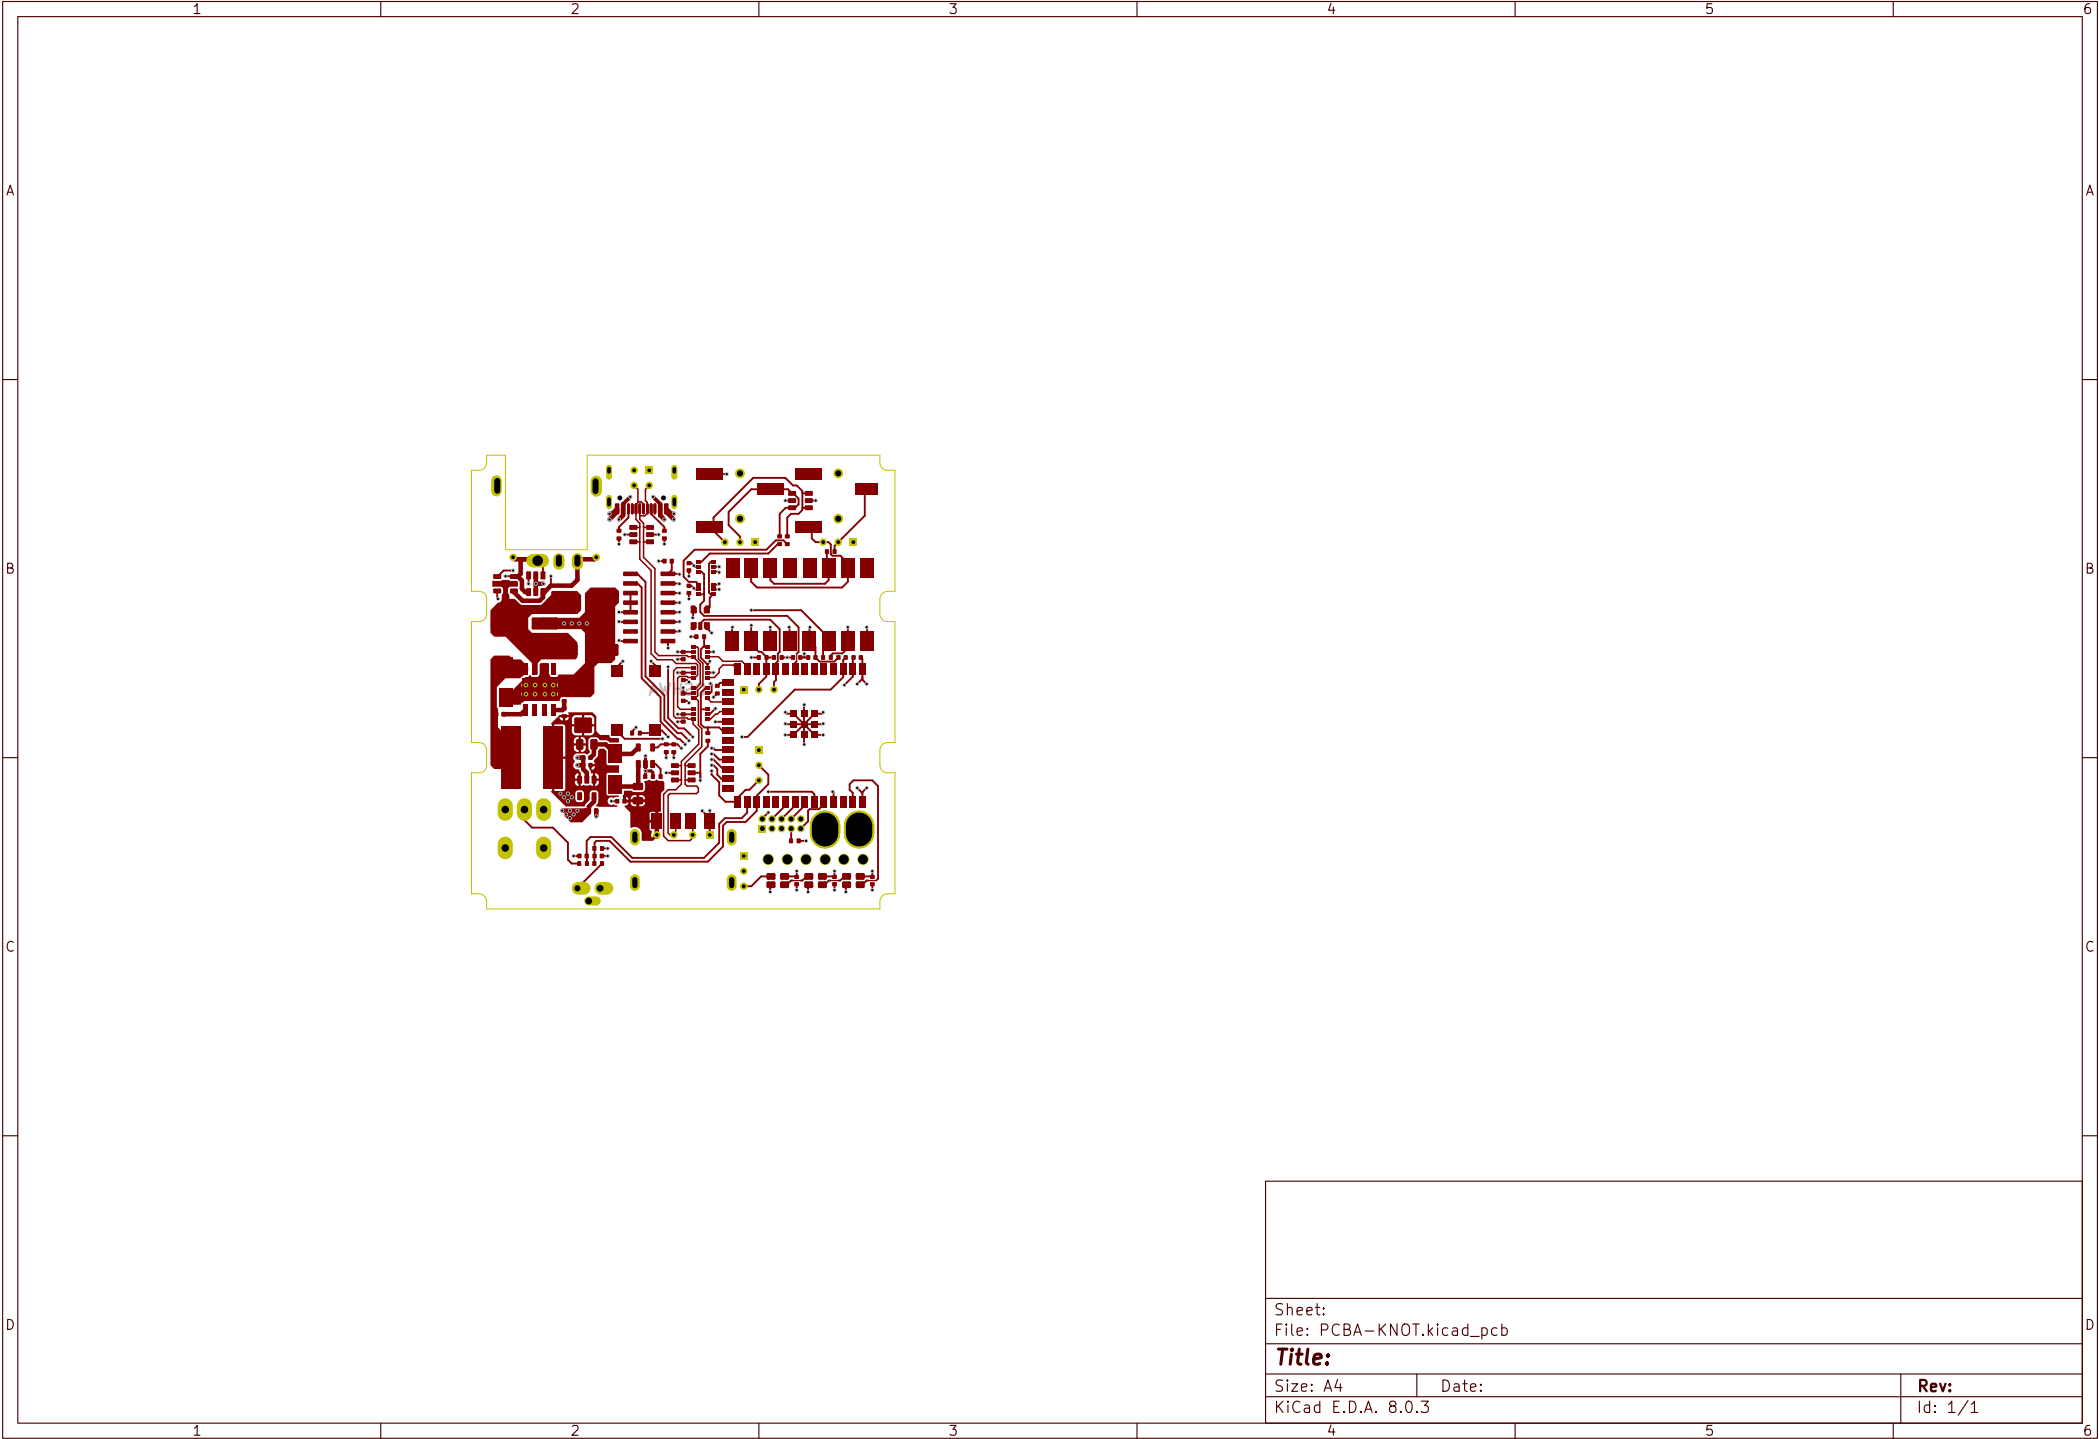 1 2 3 4 5 6
A A
B B
C C
D D
Sheet:
File: PCBA-KNOT.kicad_pcb
Title:
Size: A4 Date: Rev:
KiCad E.D.A. 8.0.3 Id: 1/1
1 2 3 4 5 6